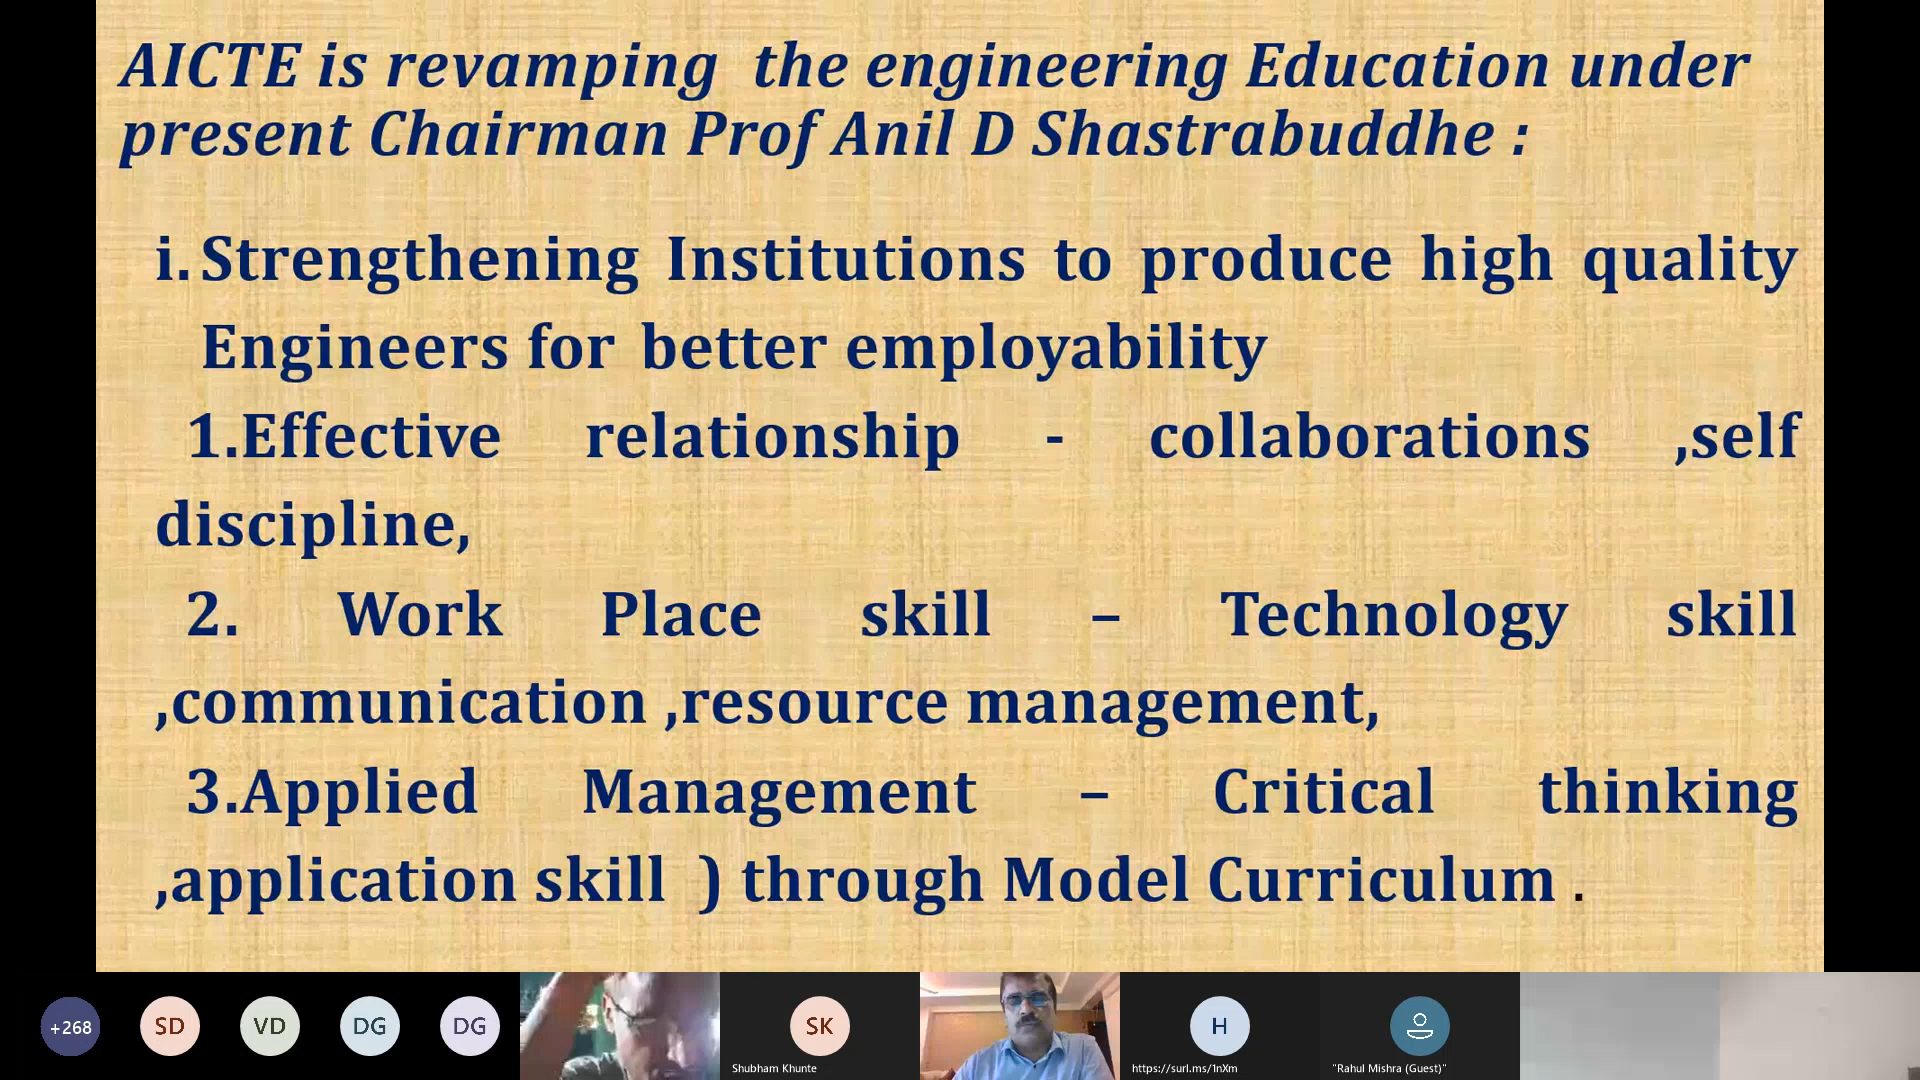 AICTE is revamping the engineering Education under
present Chairman Prof Anil D Shastrabuddhe :
i. Strengthening Institutions to produce high quality
Engineers for better employability
1.Effective relationship - collaborations ,self
discipline,
2. Work Place skill – Technology skill
,communication ,resource management,
3.Applied Management – Critical thinking
,application skill ) through Model Curriculum .
+268 SD VD DG DG SK H
Shubham Khunte https://surl.ms/1nXm "Rahul Mishra (Guest)"